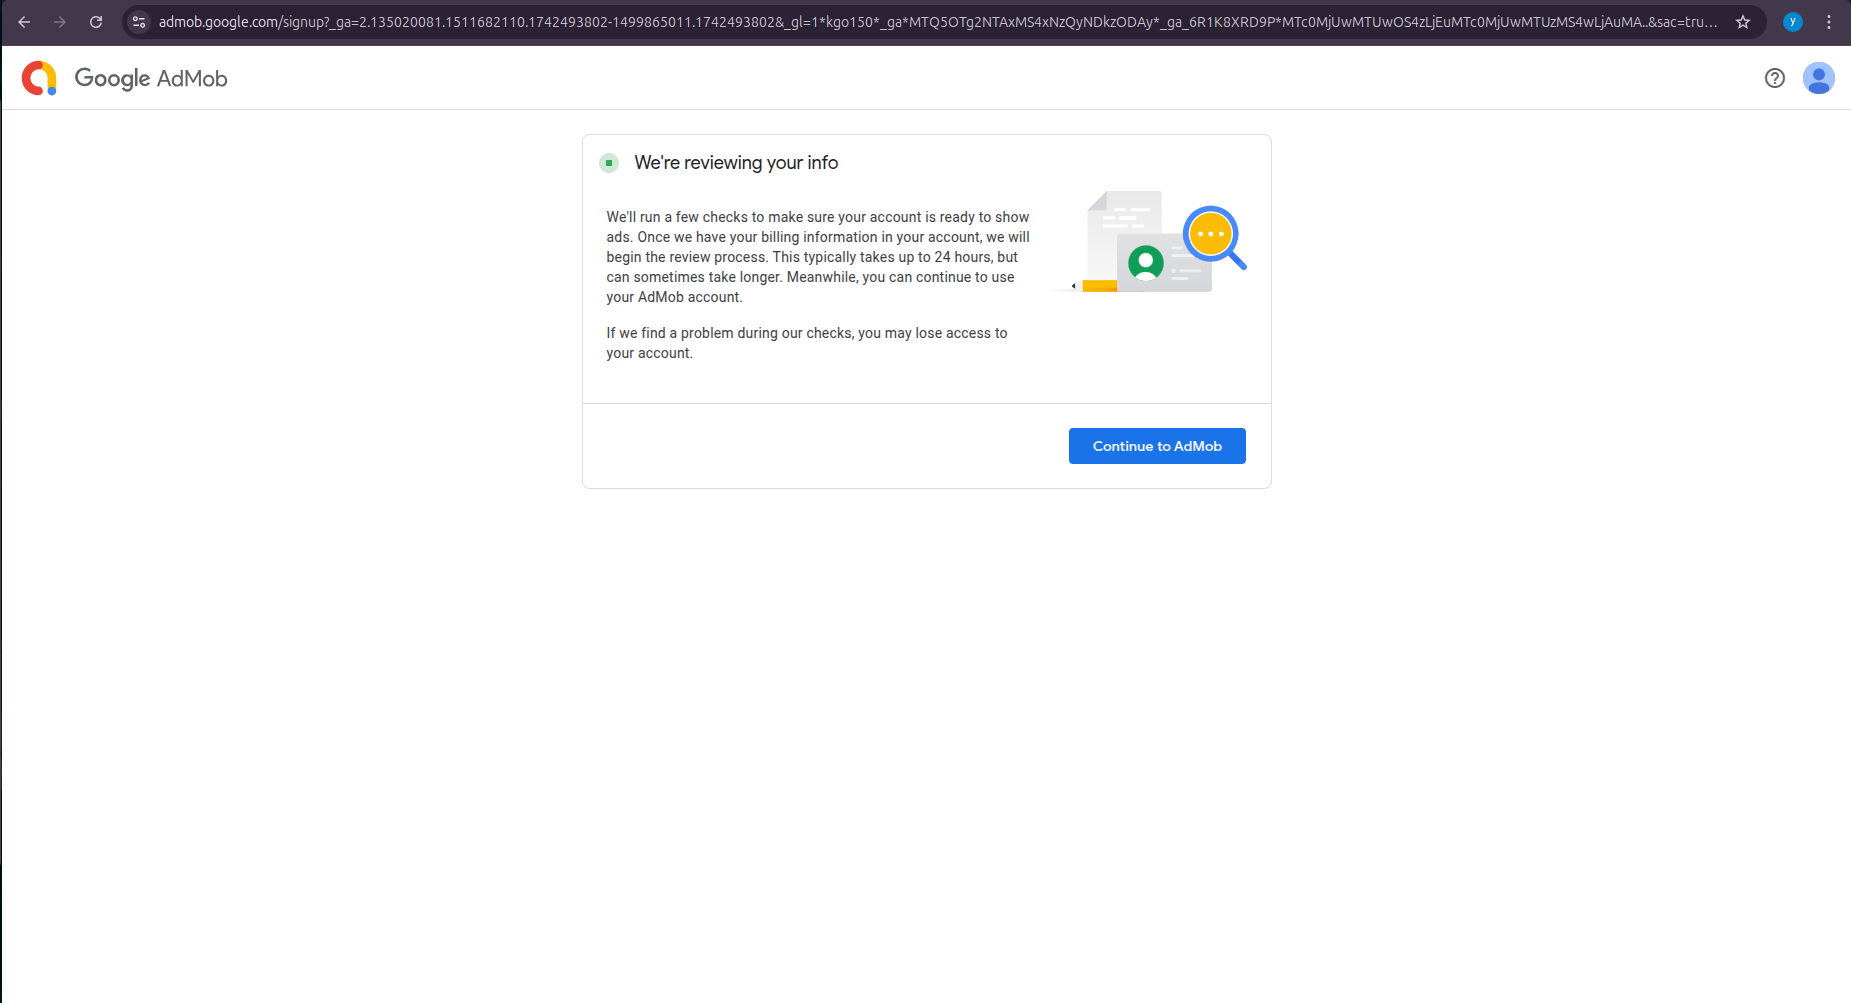 admob.google.com/signup?_ga=2.135020081.1511682110.1742493802-1499865011.1742493802&_gl=1*kgo150*_ga*MTQ5OTg2NTAxMS4xNzQyNDkzODAy*_ga_6R1K8XRD9P*MTc0MjUwMTUwOS4zLjEuMTc0MjUwMTUzMS4wLjAuMA..&sac=tru...
y
Google AdMob
We're reviewing your info
We'll run a few checks to make sure your account is ready to show
ads. Once we have your billing information in your account, we will
begin the review process. This typically takes up to 24 hours, but
can sometimes take longer. Meanwhile, you can continue to use
your AdMob account.
If we find a problem during our checks, you may lose access to
your account.
Continue to AdMob